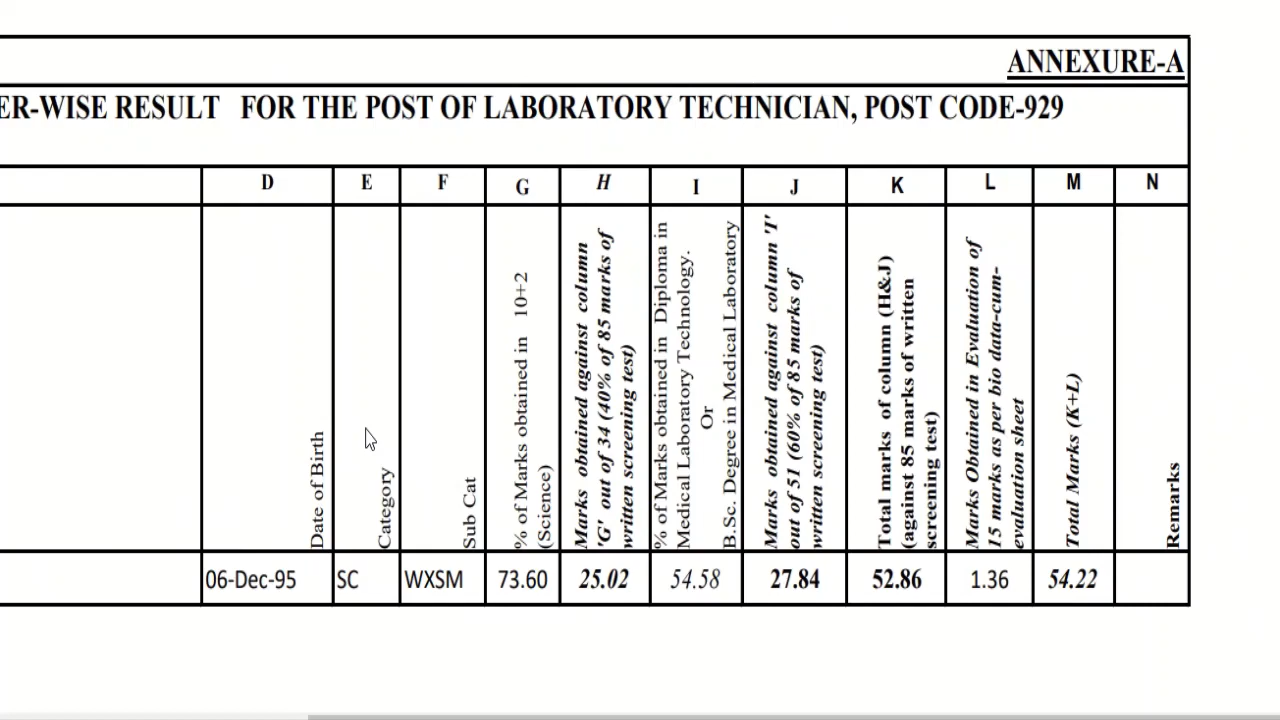 ANNEXURE-A
ER-WISE RESULT FOR THE POST OF LABORATORY TECHNICIAN, POST CODE-929
D E F G H I J K L M N
Date of Birth
Category
Sub Cat
% of Marks obtained in 10+2
(Science)
Marks obtained against column
'G' out of 34 (40% of 85 marks of
written screening test)
% of Marks obtained in Diploma in
Medical Laboratory Technology.
Or
B.Sc. Degree in Medical Laboratory
Marks obtained against column 'I'
out of 51 (60% of 85 marks of
written screening test)
Total marks of column (H&J)
(against 85 marks of written
screening test)
Marks Obtained in Evaluation of
15 marks as per bio data-cum-
evaluation sheet
Total Marks (K+L)
Remarks
06-Dec-95 SC WXSM 73.60 25.02 54.58 27.84 52.86 1.36 54.22